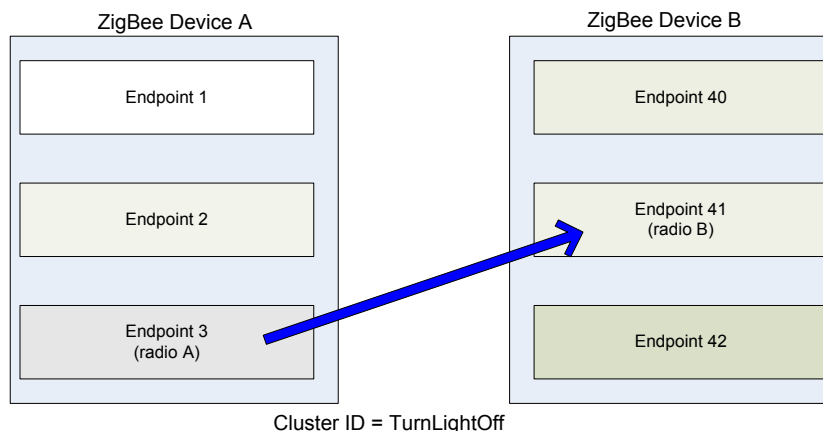 ZigBee Device A
ZigBee Device B
Endpoint 1
Endpoint 2
Endpoint 3
(radio A)
Endpoint 40
Endpoint 41
(radio B)
Endpoint 42
Cluster ID = TurnLightOff